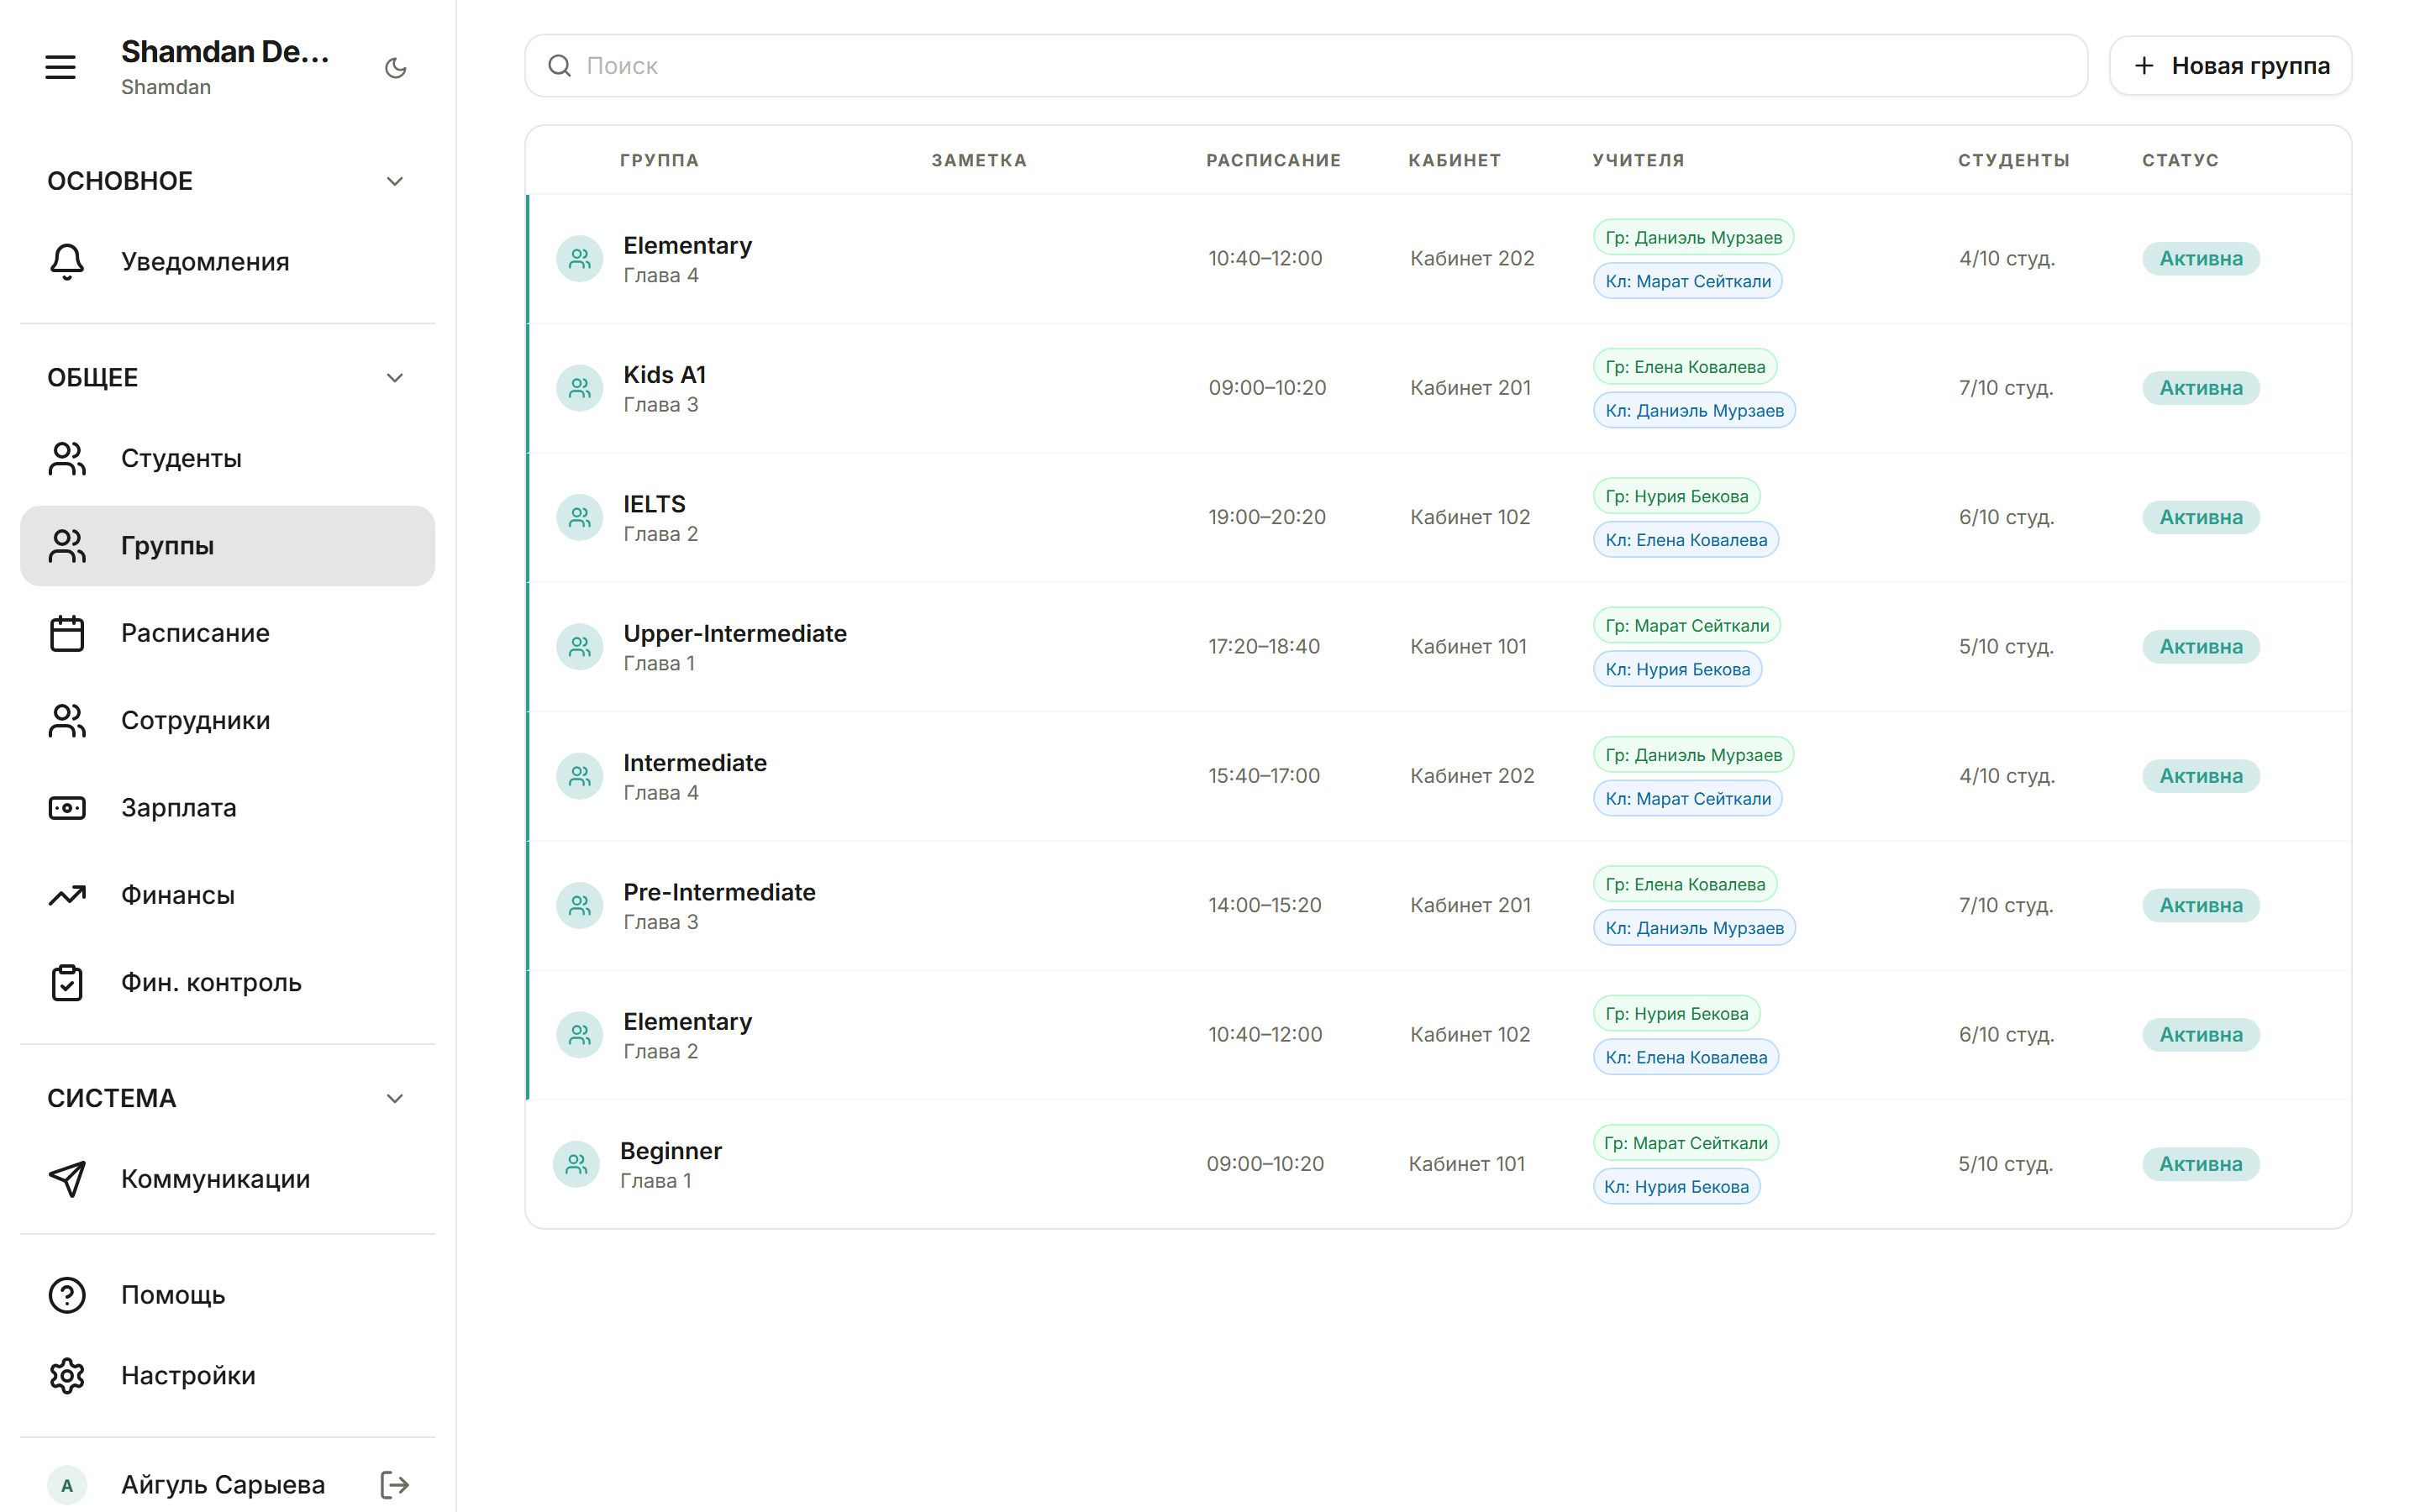 Shamdan De...
Shamdan
ОСНОВНОЕ
Уведомления
ОБЩЕЕ
Студенты
Группы
Расписание
Сотрудники
Зарплата
Финансы
Фин. контроль
СИСТЕМА
Коммуникации
Помощь
Настройки
А Айгуль Сарыева
Поиск
Новая группа
ГРУППА ЗАМЕТКА РАСПИСАНИЕ КАБИНЕТ УЧИТЕЛЯ СТУДЕНТЫ СТАТУС
Elementary
Глава 4
10:40–12:00
Кабинет 202
Гр: Даниэль Мурзаев
Кл: Марат Сейткали
4/10 студ.
Активна
Kids A1
Глава 3
09:00–10:20
Кабинет 201
Гр: Елена Ковалева
Кл: Даниэль Мурзаев
7/10 студ.
Активна
IELTS
Глава 2
19:00–20:20
Кабинет 102
Гр: Нурия Бекова
Кл: Елена Ковалева
6/10 студ.
Активна
Upper-Intermediate
Глава 1
17:20–18:40
Кабинет 101
Гр: Марат Сейткали
Кл: Нурия Бекова
5/10 студ.
Активна
Intermediate
Глава 4
15:40–17:00
Кабинет 202
Гр: Даниэль Мурзаев
Кл: Марат Сейткали
4/10 студ.
Активна
Pre-Intermediate
Глава 3
14:00–15:20
Кабинет 201
Гр: Елена Ковалева
Кл: Даниэль Мурзаев
7/10 студ.
Активна
Elementary
Глава 2
10:40–12:00
Кабинет 102
Гр: Нурия Бекова
Кл: Елена Ковалева
6/10 студ.
Активна
Beginner
Глава 1
09:00–10:20
Кабинет 101
Гр: Марат Сейткали
Кл: Нурия Бекова
5/10 студ.
Активна